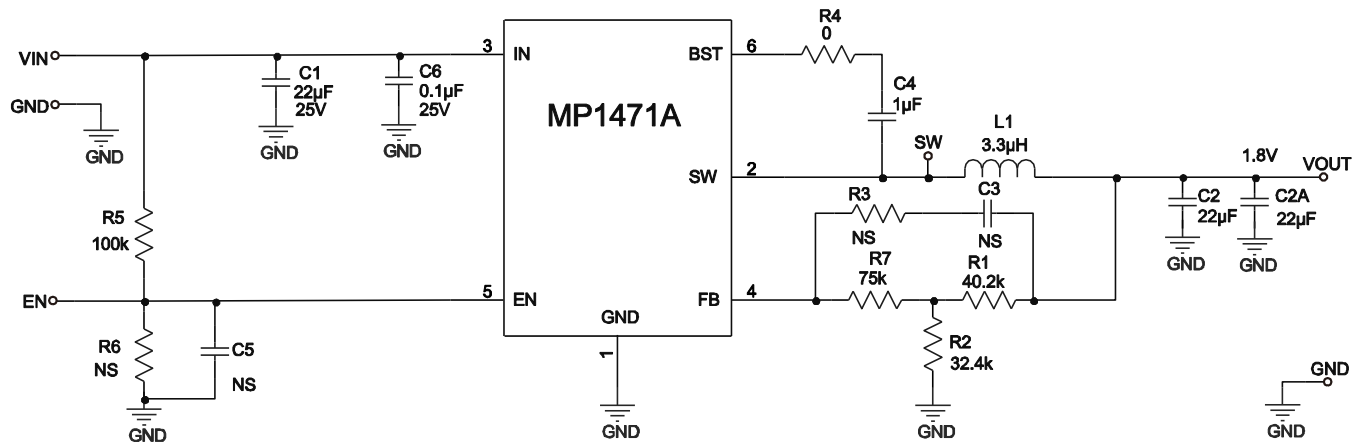 R4
0
VIN
3
IN
BST
6
C1
22µF
25V
C6
0.1µF
25V
C4
1µF
GND
MP1471A
L1
3.3µH
GND
GND
GND
SW
1.8V
VOUT
SW
2
R3
NS
C3
NS
C2
22µF
C2A
22µF
R5
100k
GND
GND
R7
75k
R1
40.2k
EN
5
EN
FB
4
GND
R6
NS
C5
NS
R2
32.4k
1
GND
GND
GND
GND
GND